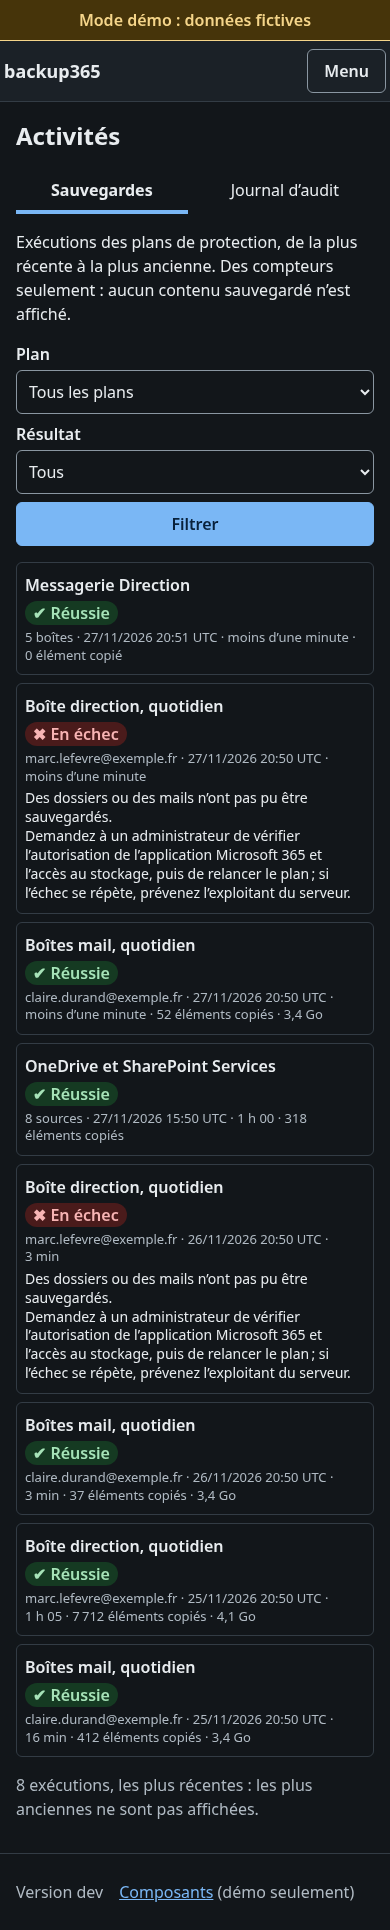 Mode démo : données fictives
backup365
Menu
Activités
Sauvegardes
Journal d’audit
Exécutions des plans de protection, de la plus
récente à la plus ancienne. Des compteurs
seulement : aucun contenu sauvegardé n’est
affiché.
Plan
Tous les plans
Résultat
Tous
Filtrer
Messagerie Direction
✔ Réussie
5 boîtes · 27/11/2026 20:51 UTC · moins d’une minute ·
0 élément copié
Boîte direction, quotidien
✖ En échec
marc.lefevre@exemple.fr · 27/11/2026 20:50 UTC ·
moins d’une minute
Des dossiers ou des mails n’ont pas pu être
sauvegardés.
Demandez à un administrateur de vérifier
l’autorisation de l’application Microsoft 365 et
l’accès au stockage, puis de relancer le plan ; si
l’échec se répète, prévenez l’exploitant du serveur.
Boîtes mail, quotidien
✔ Réussie
claire.durand@exemple.fr · 27/11/2026 20:50 UTC ·
moins d’une minute · 52 éléments copiés · 3,4 Go
OneDrive et SharePoint Services
✔ Réussie
8 sources · 27/11/2026 15:50 UTC · 1 h 00 · 318
éléments copiés
Boîte direction, quotidien
✖ En échec
marc.lefevre@exemple.fr · 26/11/2026 20:50 UTC ·
3 min
Des dossiers ou des mails n’ont pas pu être
sauvegardés.
Demandez à un administrateur de vérifier
l’autorisation de l’application Microsoft 365 et
l’accès au stockage, puis de relancer le plan ; si
l’échec se répète, prévenez l’exploitant du serveur.
Boîtes mail, quotidien
✔ Réussie
claire.durand@exemple.fr · 26/11/2026 20:50 UTC ·
3 min · 37 éléments copiés · 3,4 Go
Boîte direction, quotidien
✔ Réussie
marc.lefevre@exemple.fr · 25/11/2026 20:50 UTC ·
1 h 05 · 7 712 éléments copiés · 4,1 Go
Boîtes mail, quotidien
✔ Réussie
claire.durand@exemple.fr · 25/11/2026 20:50 UTC ·
16 min · 412 éléments copiés · 3,4 Go
8 exécutions, les plus récentes : les plus
anciennes ne sont pas affichées.
Version dev Composants (démo seulement)